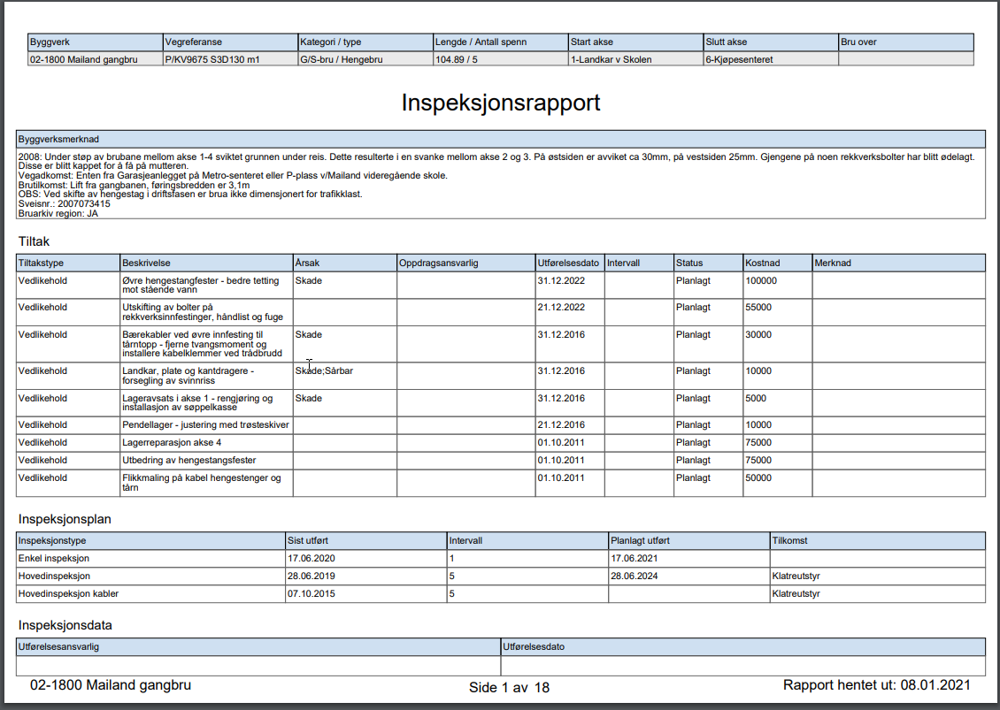 Byggverk Vegreferanse Kategori / type Lengde / Antall spenn Start akse Slutt akse Bru over
02-1800 Mailand gangbru P/KV9675 S3D130 m1 G/S-bru / Hengebru 104.89 / 5 1-Landkar v Skolen 6-Kjøpesenteret
Inspeksjonsrapport
Byggverksmerknad
2008: Under støp av brubane mellom akse 1-4 sviktet grunnen under reis. Dette resulterte i en svanke mellom akse 2 og 3. På østsiden er avviket ca 30mm, på vestsiden 25mm. Gjengene på noen rekkverksbolter har blitt ødelagt.
Disse er blitt kappet for å få på mutteren.
Vegadkomst: Enten fra Garasjeanlegget på Metro-senteret eller P-plass v/Mailand videregående skole.
Brutilkomst: Lift fra gangbanen, føringsbredden er 3,1m
OBS: Ved skifte av hengestag i driftsfasen er brua ikke dimensjonert for trafikklast.
Sveisnr.: 2007073415
Bruarkiv region: JA
Tiltak
Tiltakstype Beskrivelse Årsak Oppdragsansvarlig Utførelsesdato Intervall Status Kostnad Merknad
Vedlikehold Øvre hengestangfester - bedre tetting Skade 31.12.2022 Planlagt 100000
mot stående vann
Vedlikehold Utskifting av bolter på 21.12.2022 Planlagt 55000
rekkverksinnfestinger, håndlist og fuge
Vedlikehold Bærekabler ved øvre innfesting til Skade 31.12.2016 Planlagt 30000
tårntopp - fjerne tvangsmoment og
installere kabelklemmer ved trådbrudd
Vedlikehold Landkar, plate og kantdragere - Skade;Sårbar 31.12.2016 Planlagt 10000
forsegling av svinnriss
Vedlikehold Lageravsats i akse 1 - rengjøring og Skade 31.12.2016 Planlagt 5000
installasjon av søppelkasse
Vedlikehold Pendellager - justering med trøsteskiver 21.12.2016 Planlagt 10000
Vedlikehold Lagerreparasjon akse 4 01.10.2011 Planlagt 75000
Vedlikehold Utbedring av hengestangsfester 01.10.2011 Planlagt 75000
Vedlikehold Flikkmaling på kabel hengestenger og 01.10.2011 Planlagt 50000
tårn
Inspeksjonsplan
Inspeksjonstype Sist utført Intervall Planlagt utført Tilkomst
Enkel inspeksjon 17.06.2020 1 17.06.2021
Hovedinspeksjon 28.06.2019 5 28.06.2024 Klatreutstyr
Hovedinspeksjon kabler 07.10.2015 5 Klatreutstyr
Inspeksjonsdata
Utførelsesansvarlig Utførelsesdato
02-1800 Mailand gangbru Side 1 av 18 Rapport hentet ut: 08.01.2021